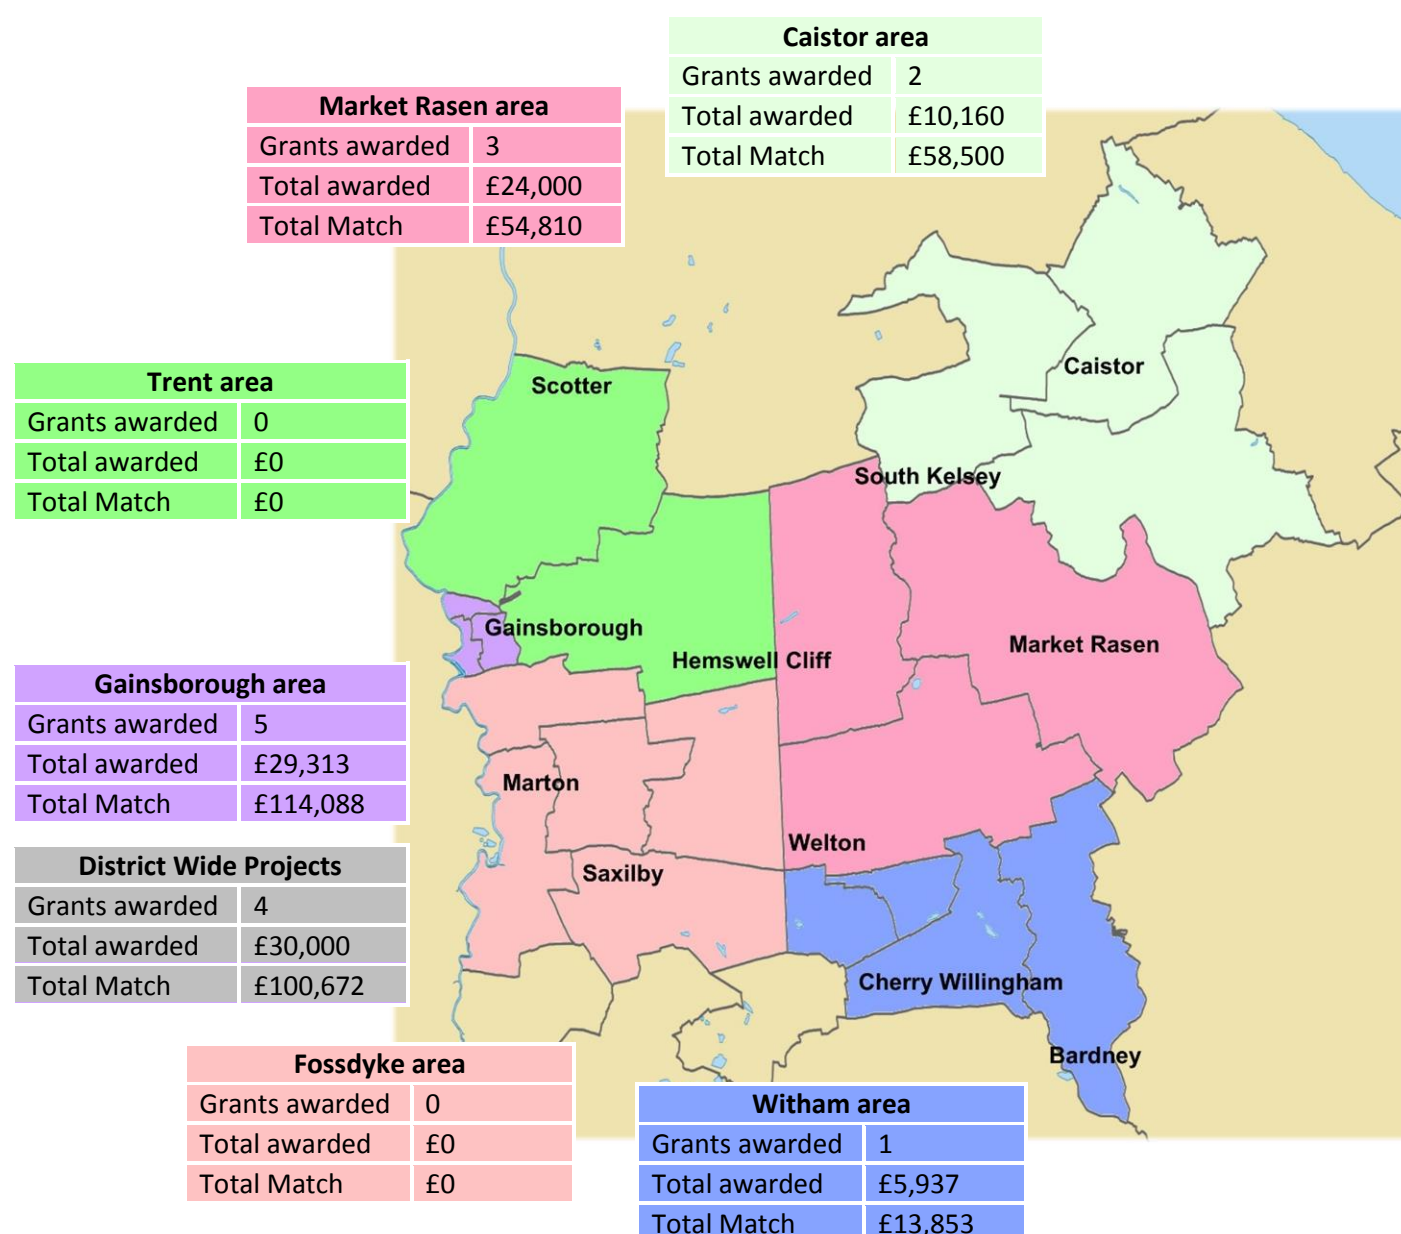 Caistor area
Grants awarded 2
Total awarded £10,160
Total Match £58,500
Market Rasen area
Grants awarded 3
Total awarded £24,000
Total Match £54,810
Trent area
Grants awarded 0
Total awarded £0
Total Match £0
Scotter
Caistor
South Kelsey
Gainsborough
Hemswell Cliff
Market Rasen
Gainsborough area
Grants awarded 5
Total awarded £29,313
Total Match £114,088
Marton
Welton
Saxilby
District Wide Projects
Grants awarded 4
Total awarded £30,000
Total Match £100,672
Cherry Willingham
Bardney
Fossdyke area
Grants awarded 0
Total awarded £0
Total Match £0
Witham area
Grants awarded 1
Total awarded £5,937
Total Match £13,853